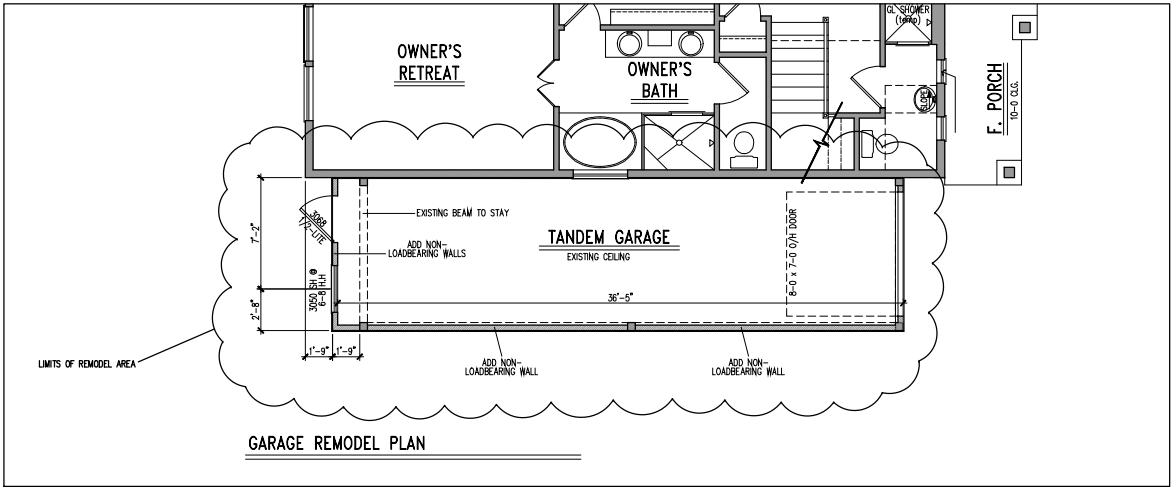 GL SHOWER
(temp)
OWNER'S
RETREAT
OWNER'S
BATH
SLOPE
F. PORCH
10-0 CLG.
3068
1/2-LITE
EXISTING BEAM TO STAY
7'-2"
ADD NON-
LOADBEARING WALLS
TANDEM GARAGE
EXISTING CEILING
8-0 x 7-0 O/H DOOR
3050 SH @
6-8 H.H
36'-5"
2'-8"
1'-9"
1'-9"
LIMITS OF REMODEL AREA
ADD NON-
LOADBEARING WALL
ADD NON-
LOADBEARING WALL
GARAGE REMODEL PLAN